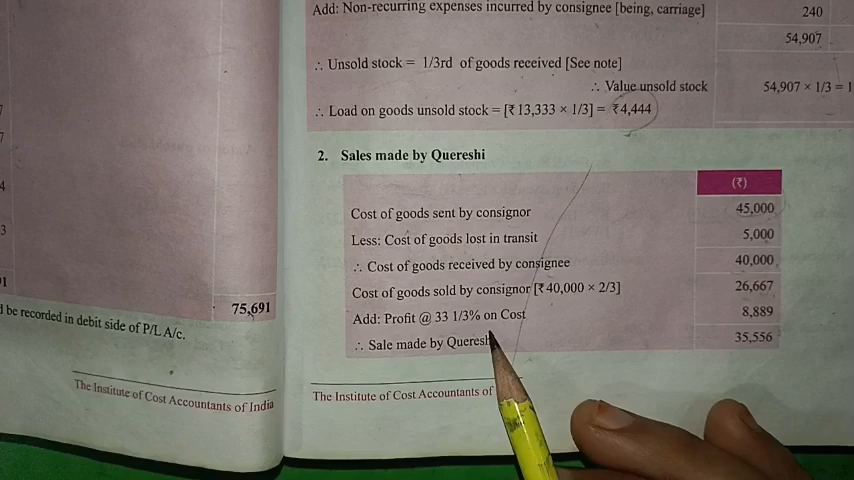 Add: Non-recurring expenses incurred by consignee [being, carriage] 240
54,907
∴ Unsold stock = 1/3rd of goods received [See note]
∴ Value unsold stock 54,907 × 1/3 = 1
∴ Load on goods unsold stock = [₹ 13,333 × 1/3] = ₹4,444
2. Sales made by Quereshi
(₹)
Cost of goods sent by consignor 45,000
Less: Cost of goods lost in transit 5,000
∴ Cost of goods received by consignee 40,000
Cost of goods sold by consignor [₹ 40,000 × 2/3] 26,667
Add: Profit @ 33 1/3% on Cost 8,889
∴ Sale made by Queresh 35,556
The Institute of Cost Accountants of
7
7
4
3
91
75,691
d be recorded in debit side of P/L A/c.
The Institute of Cost Accountants of India